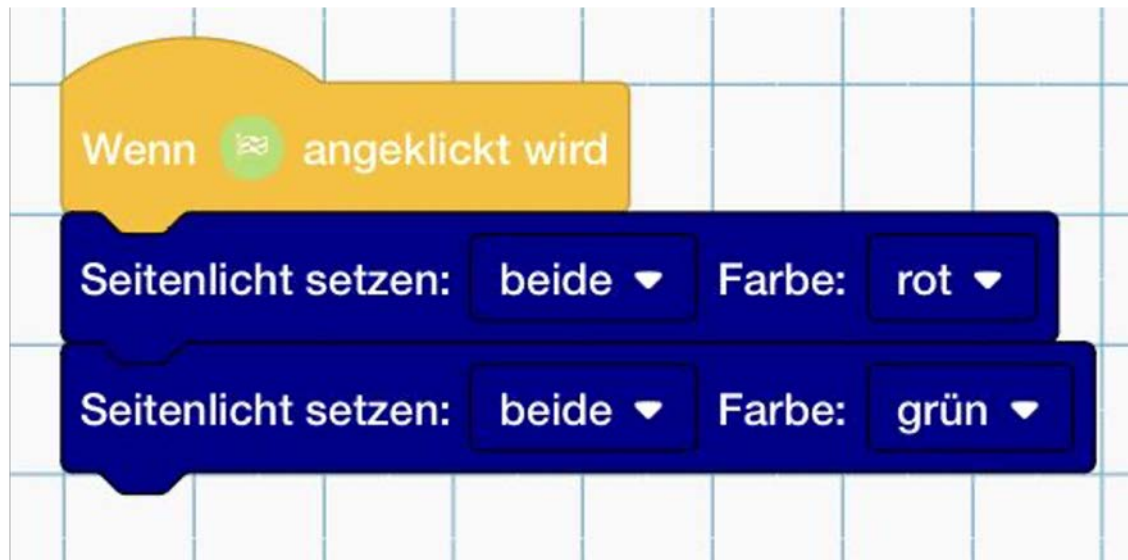 Wenn angeklickt wird
Seitenlicht setzen: beide Farbe: rot
Seitenlicht setzen: beide Farbe: grün